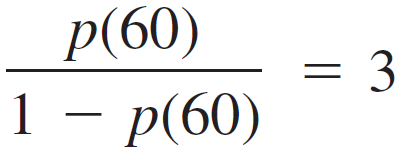 p(60)
1 − p(60)
= 3